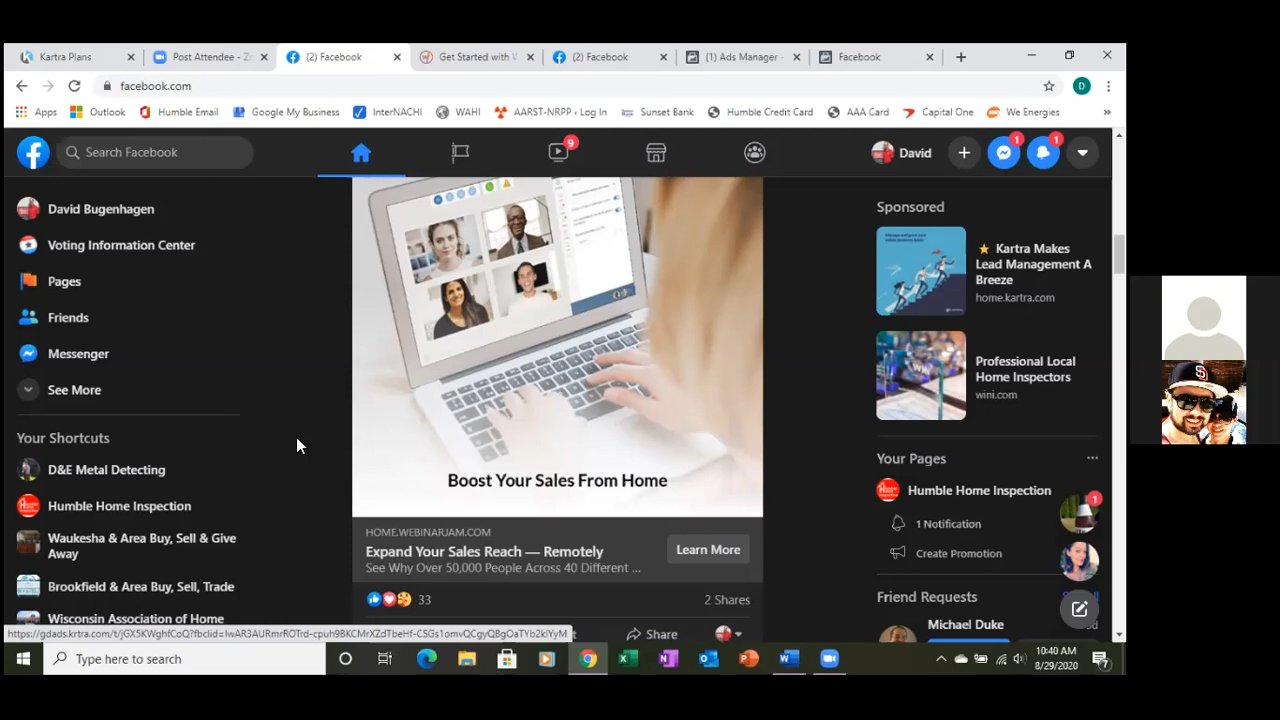 Kartra Plans
Post Attendee - Z
(2) Facebook
Get Started with
(2) Facebook
(1) Ads Manager -
Facebook
facebook.com
D
Apps
Outlook
Humble Email
Google My Business
InterNACHI
WAHI
AARST-NRPP ‹ Log In
Sunset Bank
Humble Credit Card
AAA Card
Capital One
We Energies
»
Search Facebook
9
David
1
1
David Bugenhagen
Voting Information Center
Pages
Friends
Messenger
See More
Your Shortcuts
D&E Metal Detecting
Humble Home Inspection
Waukesha & Area Buy, Sell & Give
Away
Brookfield & Area Buy, Sell, Trade
Wisconsin Association of Home
Boost Your Sales From Home
HOME.WEBINARJAM.COM
Expand Your Sales Reach — Remotely
See Why Over 50,000 People Across 40 Different ...
Learn More
33
2 Shares
Share
Sponsored
Kartra Makes
Lead Management A
Breeze
home.kartra.com
Professional Local
Home Inspectors
wini.com
Your Pages
Humble Home Inspection
1 Notification
Create Promotion
1
Friend Requests
Michael Duke
Type here to search
10:40 AM
8/29/2020